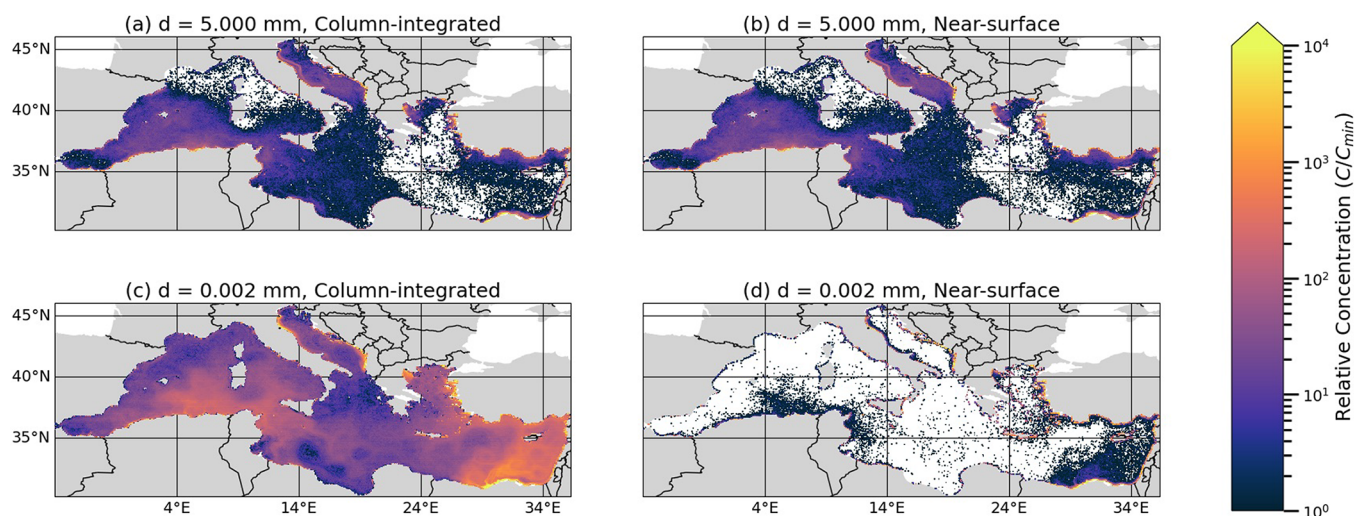 (a) d = 5.000 mm, Column-integrated
(b) d = 5.000 mm, Near-surface
45°N
40°N
35°N
(c) d = 0.002 mm, Column-integrated
(d) d = 0.002 mm, Near-surface
45°N
40°N
35°N
4°E 14°E 24°E 34°E
4°E 14°E 24°E 34°E
10⁴
10³
10²
10¹
10⁰
Relative Concentration (C/Cₘᵢₙ)